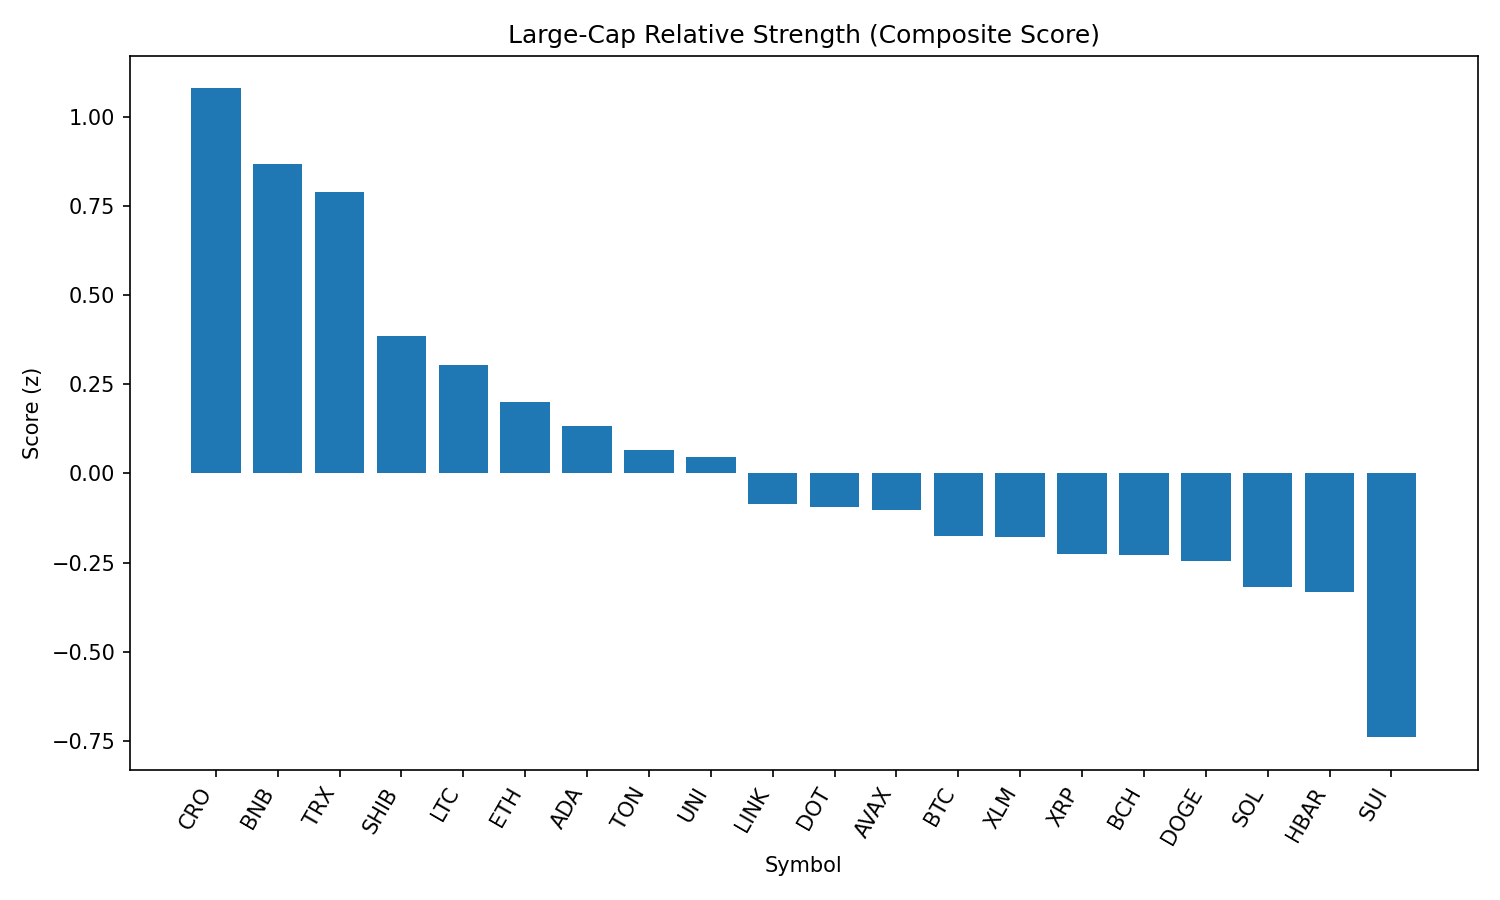 Large-Cap Relative Strength (Composite Score)
Score (z)
1.00
0.75
0.50
0.25
0.00
−0.25
−0.50
−0.75
CRO
BNB
TRX
SHIB
LTC
ETH
ADA
TON
UNI
LINK
DOT
AVAX
BTC
XLM
XRP
BCH
DOGE
SOL
HBAR
SUI
Symbol